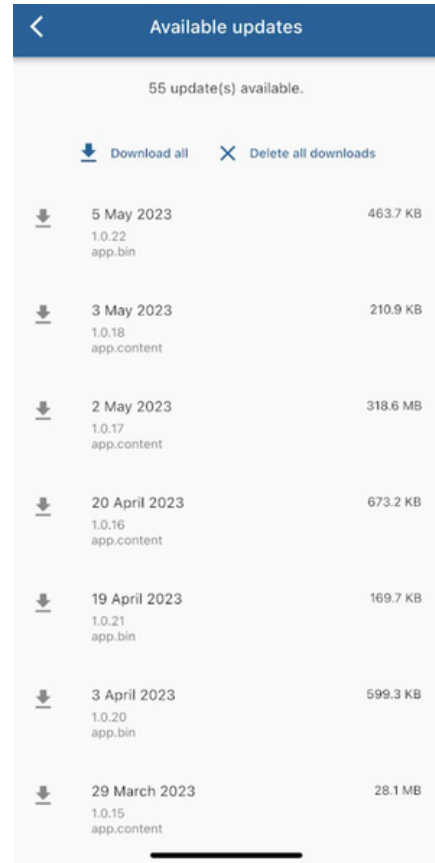 Available updates
55 update(s) available.
Download all Delete all downloads
5 May 2023 463.7 KB
1.0.22
app.bin
3 May 2023 210.9 KB
1.0.18
app.content
2 May 2023 318.6 MB
1.0.17
app.content
20 April 2023 673.2 KB
1.0.16
app.content
19 April 2023 169.7 KB
1.0.21
app.bin
3 April 2023 599.3 KB
1.0.20
app.bin
29 March 2023 28.1 MB
1.0.15
app.content